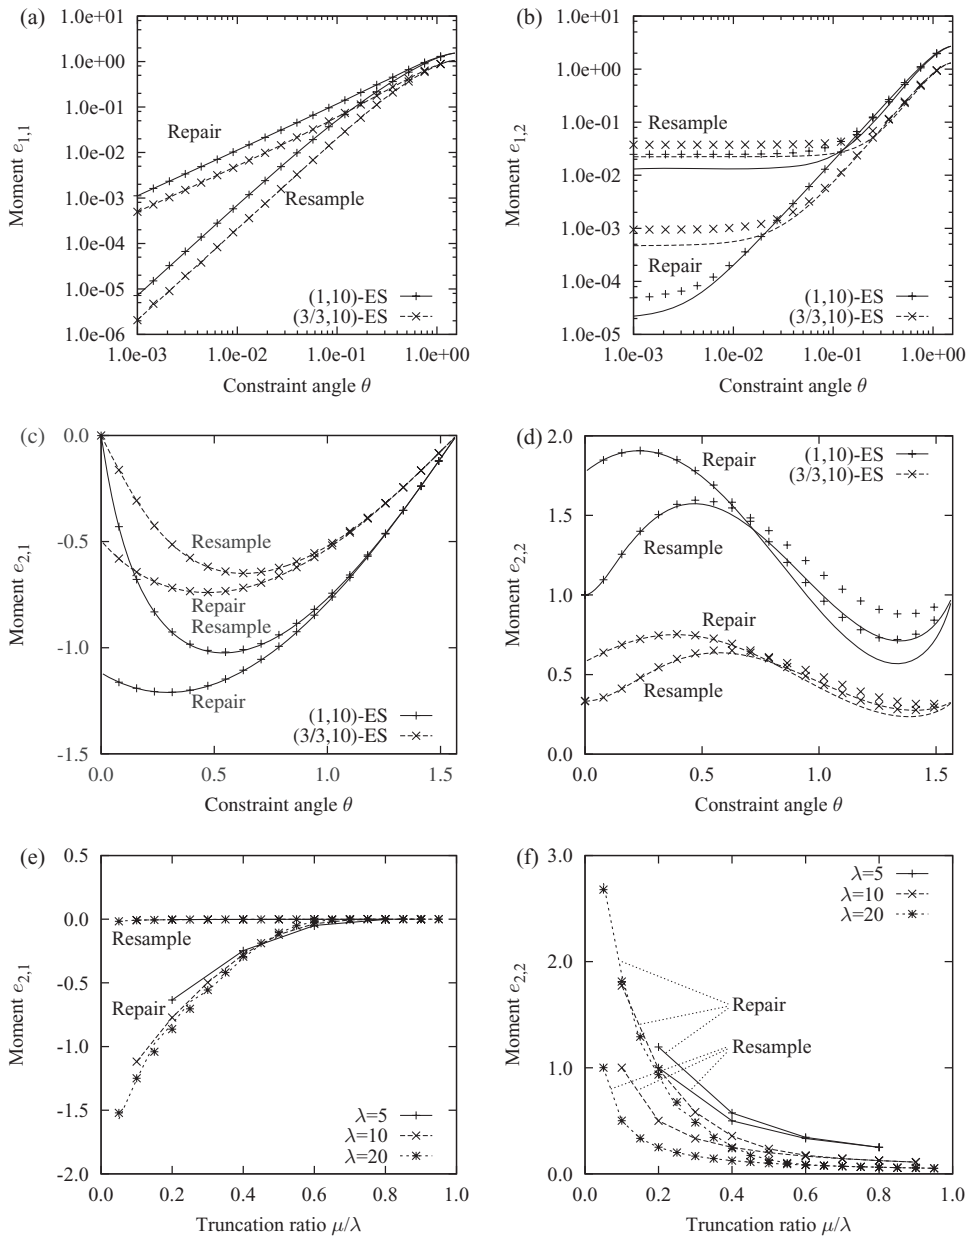 (a)
Moment e1,1
1.0e+01
1.0e+00
1.0e-01
1.0e-02
1.0e-03
1.0e-04
1.0e-05
1.0e-06
Repair
Resample
(1,10)-ES
(3/3,10)-ES
1.0e-03 1.0e-02 1.0e-01 1.0e+00
Constraint angle θ
(b)
Moment e1,2
1.0e+01
1.0e+00
1.0e-01
1.0e-02
1.0e-03
1.0e-04
1.0e-05
Resample
Repair
(1,10)-ES
(3/3,10)-ES
1.0e-03 1.0e-02 1.0e-01 1.0e+00
Constraint angle θ
(c)
Moment e2,1
0.0
-0.5
-1.0
-1.5
Resample
Repair
Resample
Repair
(1,10)-ES
(3/3,10)-ES
0.0 0.5 1.0 1.5
Constraint angle θ
(d)
Moment e2,2
2.0
1.5
1.0
0.5
0.0
(1,10)-ES
(3/3,10)-ES
Repair
Resample
Repair
Resample
0.0 0.5 1.0 1.5
Constraint angle θ
(e)
Moment e2,1
0.5
0.0
-0.5
-1.0
-1.5
-2.0
Resample
Repair
λ=5
λ=10
λ=20
0.0 0.2 0.4 0.6 0.8 1.0
Truncation ratio μ/λ
(f)
Moment e2,2
3.0
2.0
1.0
0.0
λ=5
λ=10
λ=20
Repair
Resample
0.0 0.2 0.4 0.6 0.8 1.0
Truncation ratio μ/λ